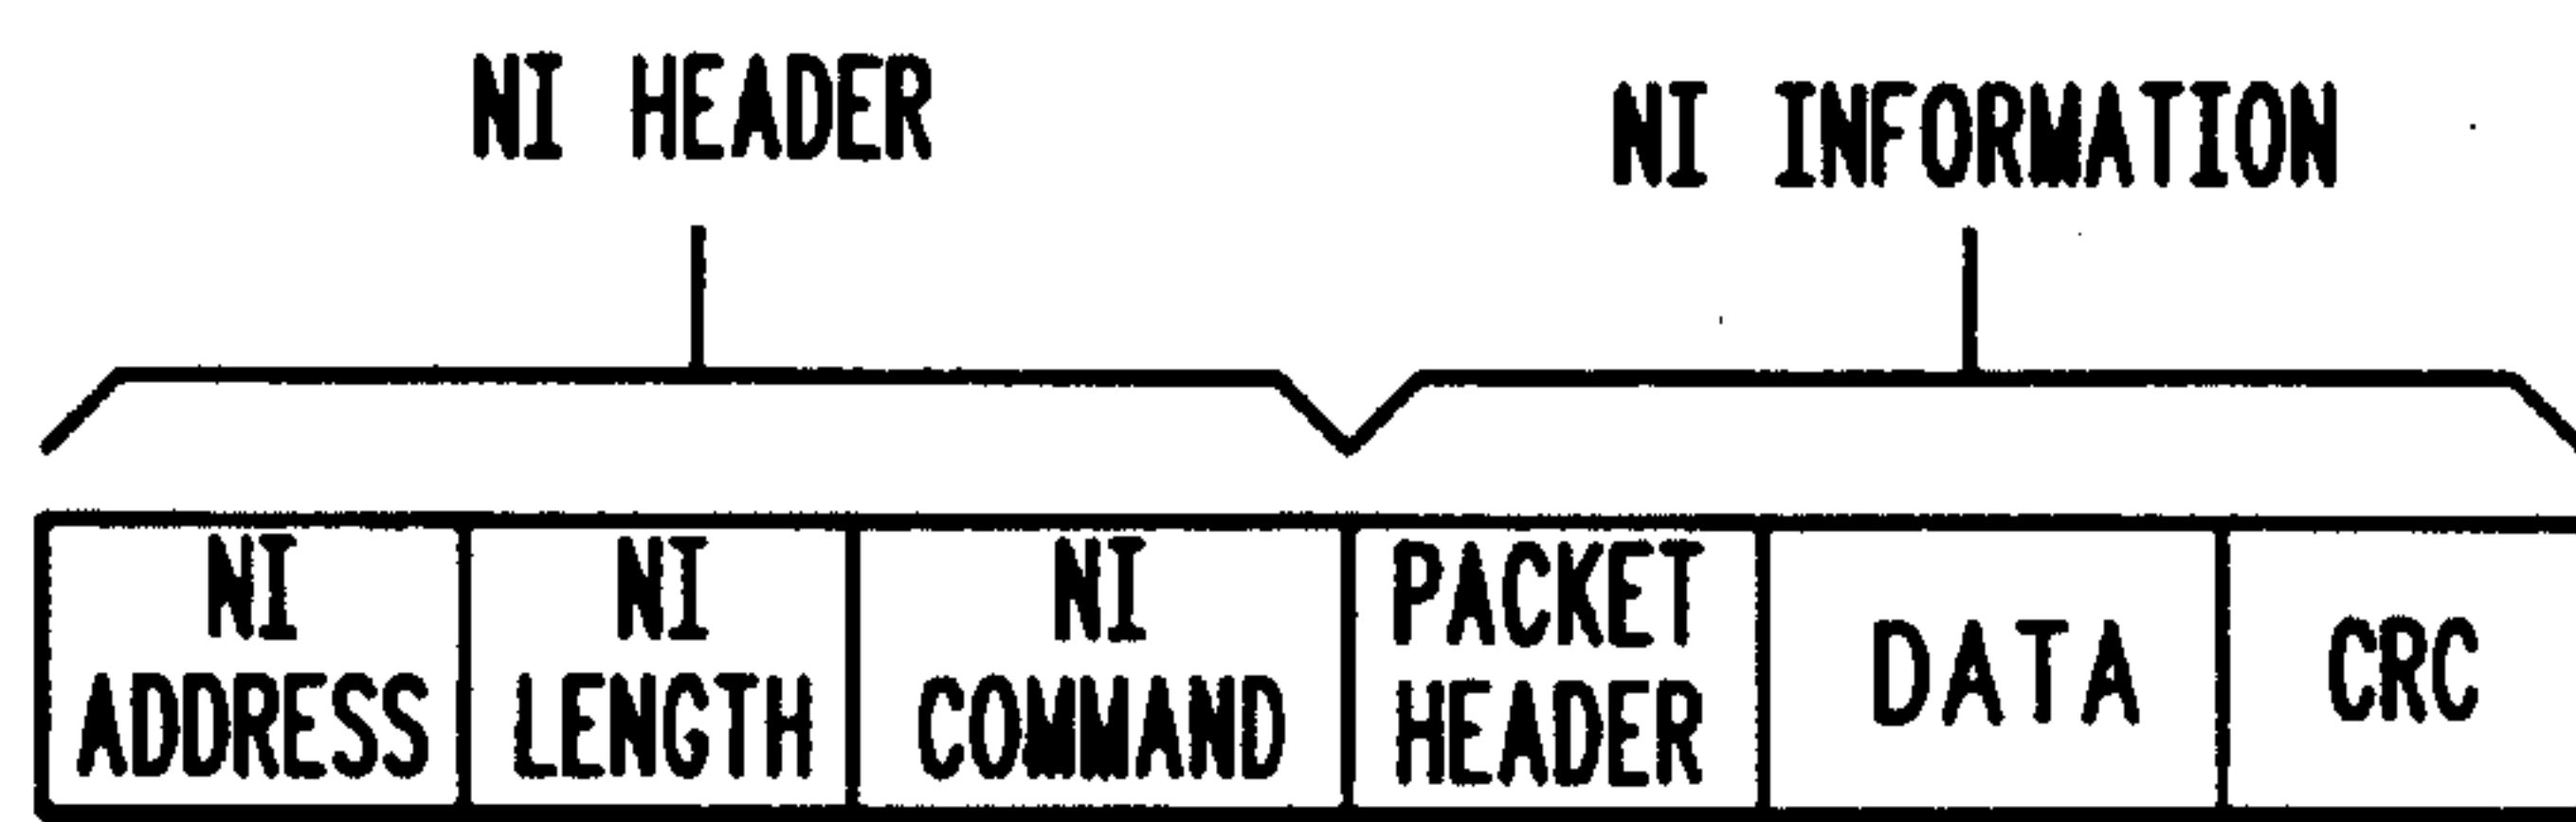 NI HEADER
NI INFORMATION
NI ADDRESS
NI LENGTH
NI COMMAND
PACKET HEADER
DATA
CRC